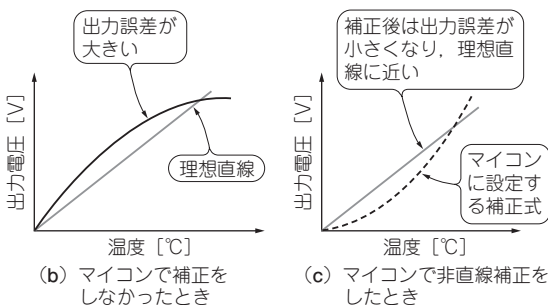 出力誤差が
大きい
出力電圧［V］
理想直線
温度［℃］
(b) マイコンで補正を
しなかったとき
補正後は出力誤差が
小さくなり，理想直
線に近い
出力電圧［V］
マイコン
に設定す
る補正式
温度［℃］
(c) マイコンで非直線補正を
したとき